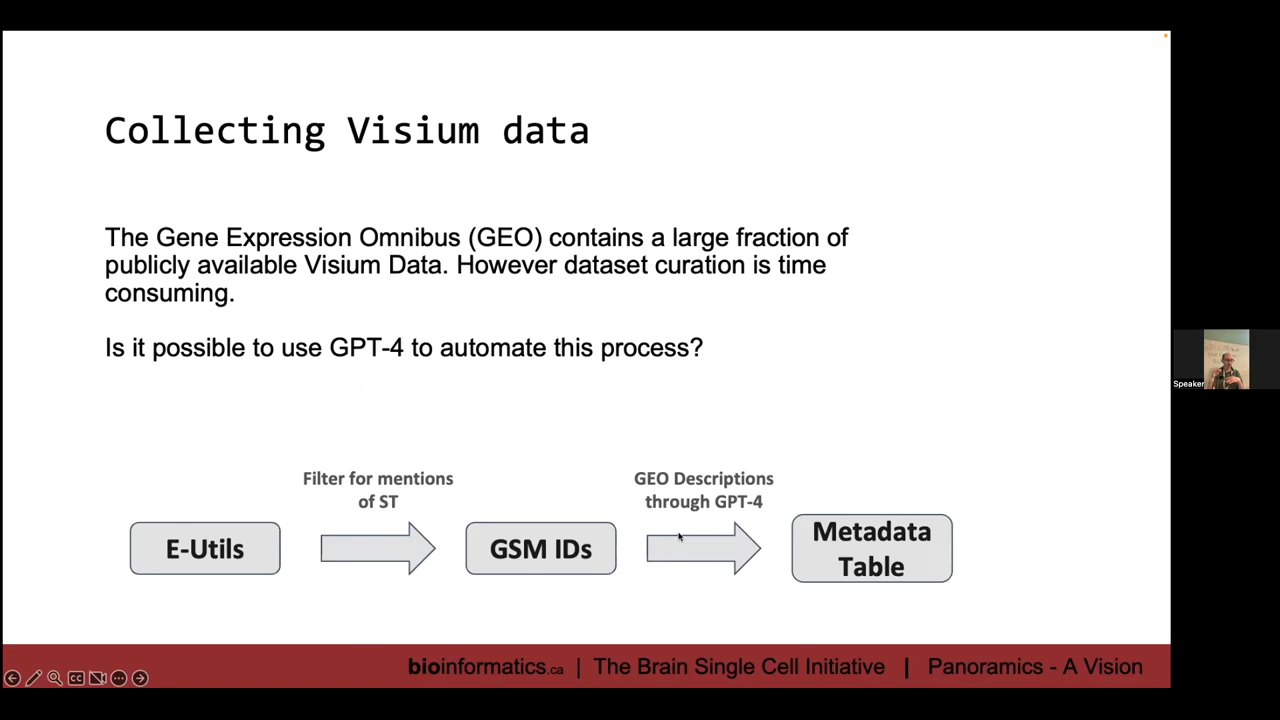 Collecting Visium data
The Gene Expression Omnibus (GEO) contains a large fraction of
publicly available Visium Data. However dataset curation is time
consuming.
Is it possible to use GPT-4 to automate this process?
Filter for mentions
of ST
GEO Descriptions
through GPT-4
E-Utils
GSM IDs
Metadata
Table
Speaker
bioinformatics.ca | The Brain Single Cell Initiative | Panoramics - A Vision
CC